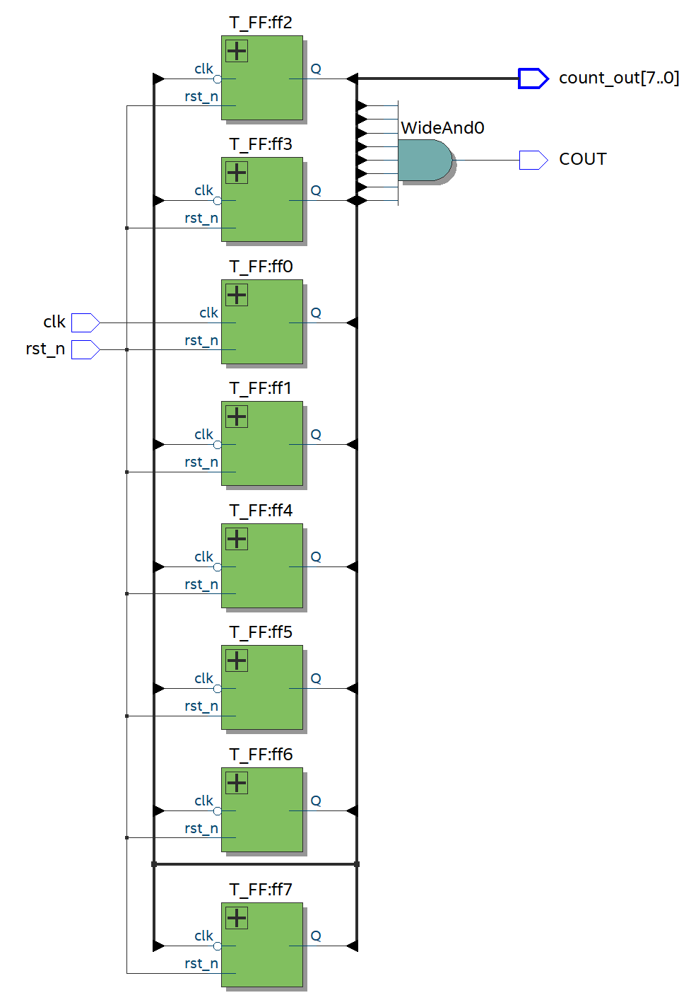 T_FF:ff2
clk
Q
rst_n
count_out[7..0]
WideAnd0
COUT
T_FF:ff3
clk
Q
rst_n
T_FF:ff0
clk
clk
Q
rst_n
rst_n
T_FF:ff1
clk
Q
rst_n
T_FF:ff4
clk
Q
rst_n
T_FF:ff5
clk
Q
rst_n
T_FF:ff6
clk
Q
rst_n
T_FF:ff7
clk
Q
rst_n